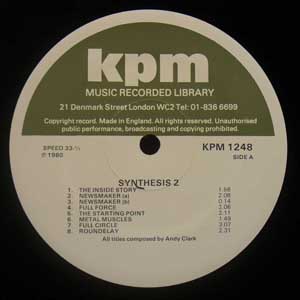 kpm
MUSIC RECORDED LIBRARY
21 Denmark Street London WC2 Tel: 01-836 6699
Copyright record. Made in England. All rights reserved. Unauthorised
public performance, broadcasting and copying prohibited.
SPEED 33⅓ KPM 1248
℗ 1980 SIDE A
SYNTHESIS 2
1. THE INSIDE STORY 1.58
2. NEWSMAKER (a) 2.08
3. NEWSMAKER (b) 0.14
4. FULL FORCE 2.06
5. THE STARTING POINT 2.11
6. METAL MUSCLES 1.49
7. FULL CIRCLE 3.07
8. ROUNDELAY 2.31
All titles composed by Andy Clark